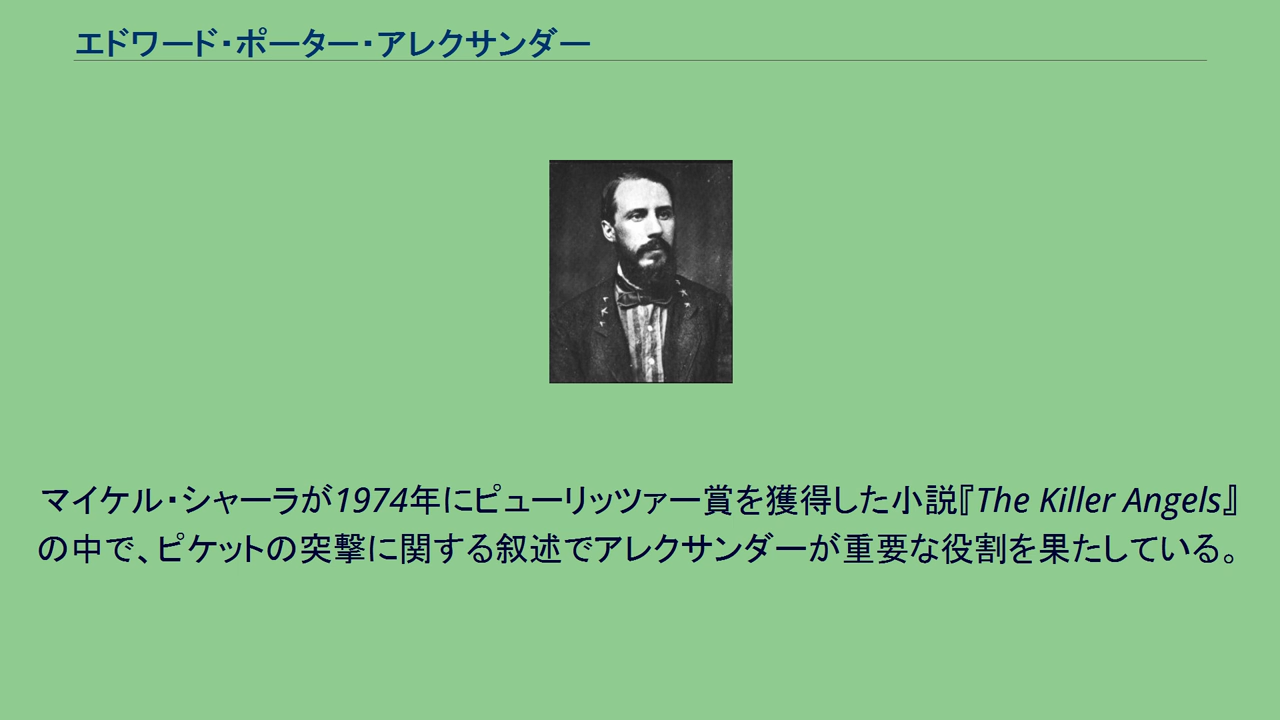 エドワード・ポーター・アレクサンダー
マイケル・シャーラが1974年にピューリッツァー賞を獲得した小説『The Killer Angels』
の中で、ピケットの突撃に関する叙述でアレクサンダーが重要な役割を果たしている。